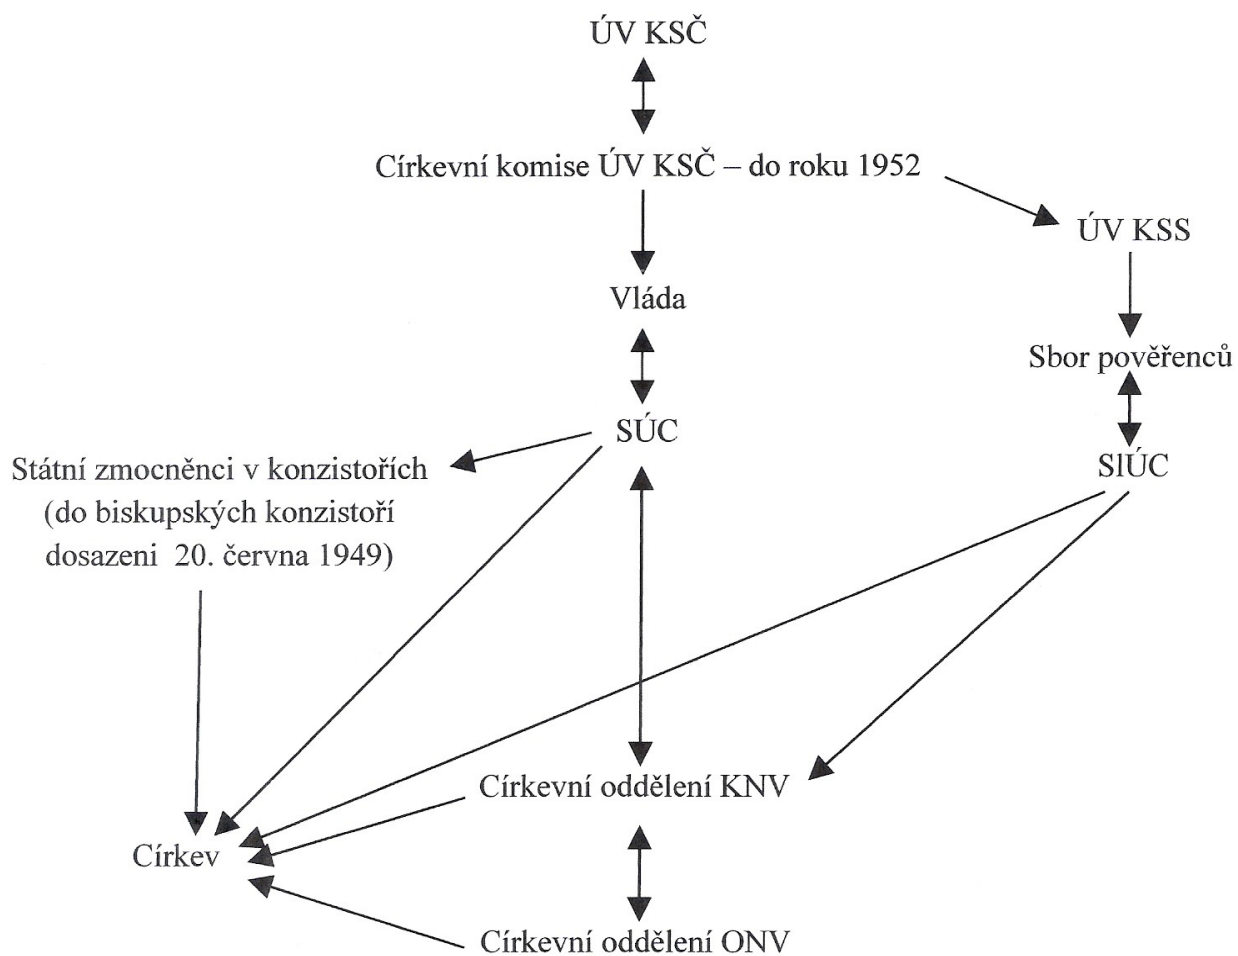 ÚV KSČ
Církevní komise ÚV KSČ – do roku 1952
ÚV KSS
Vláda
Sbor pověřenců
SÚC
SlÚC
Státní zmocněnci v konzistořích
(do biskupských konzistoří
dosazeni 20. června 1949)
Církevní oddělení KNV
Církev
Církevní oddělení ONV